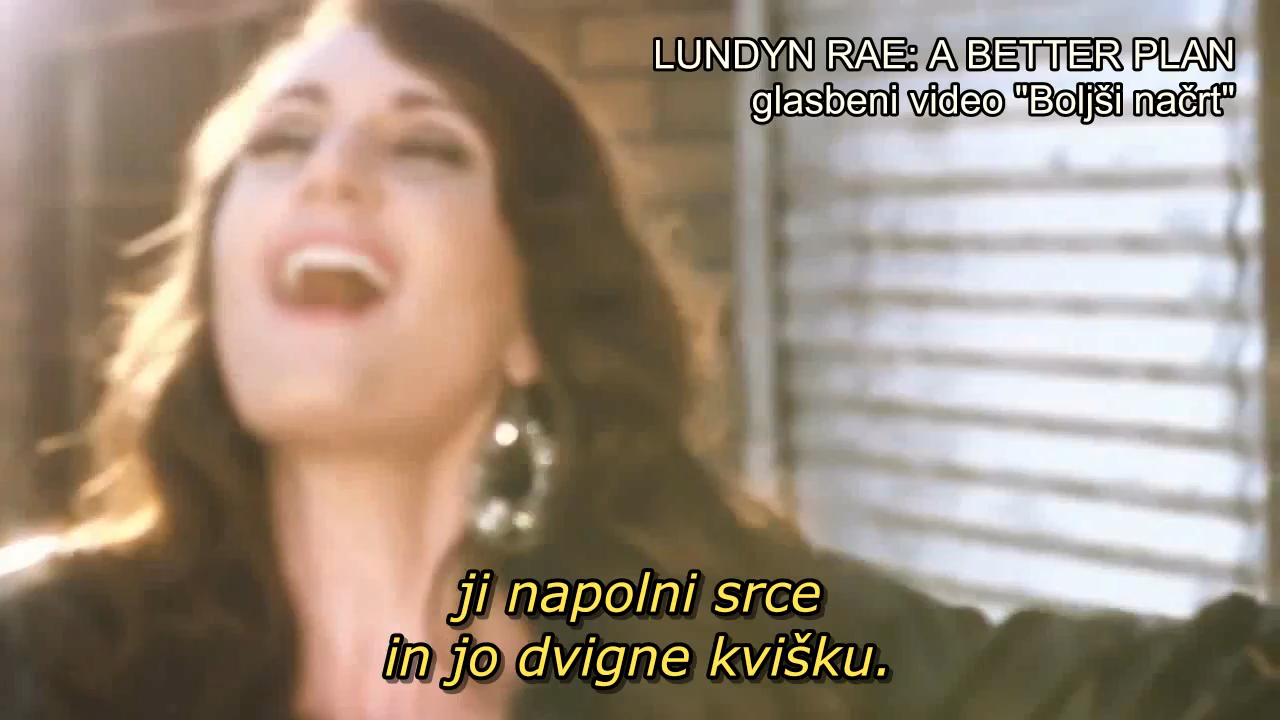 LUNDYN RAE: A BETTER PLAN
glasbeni video "Boljši načrt"
ji napolni srce
in jo dvigne kvišku.